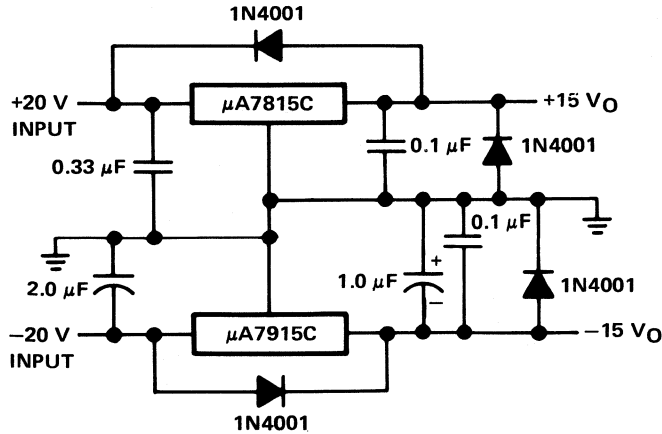 1N4001
+20 V
INPUT
μA7815C
+15 VO
0.33 μF
0.1 μF
1N4001
0.1 μF
2.0 μF
+
1.0 μF
−
1N4001
−20 V
INPUT
μA7915C
−15 VO
1N4001